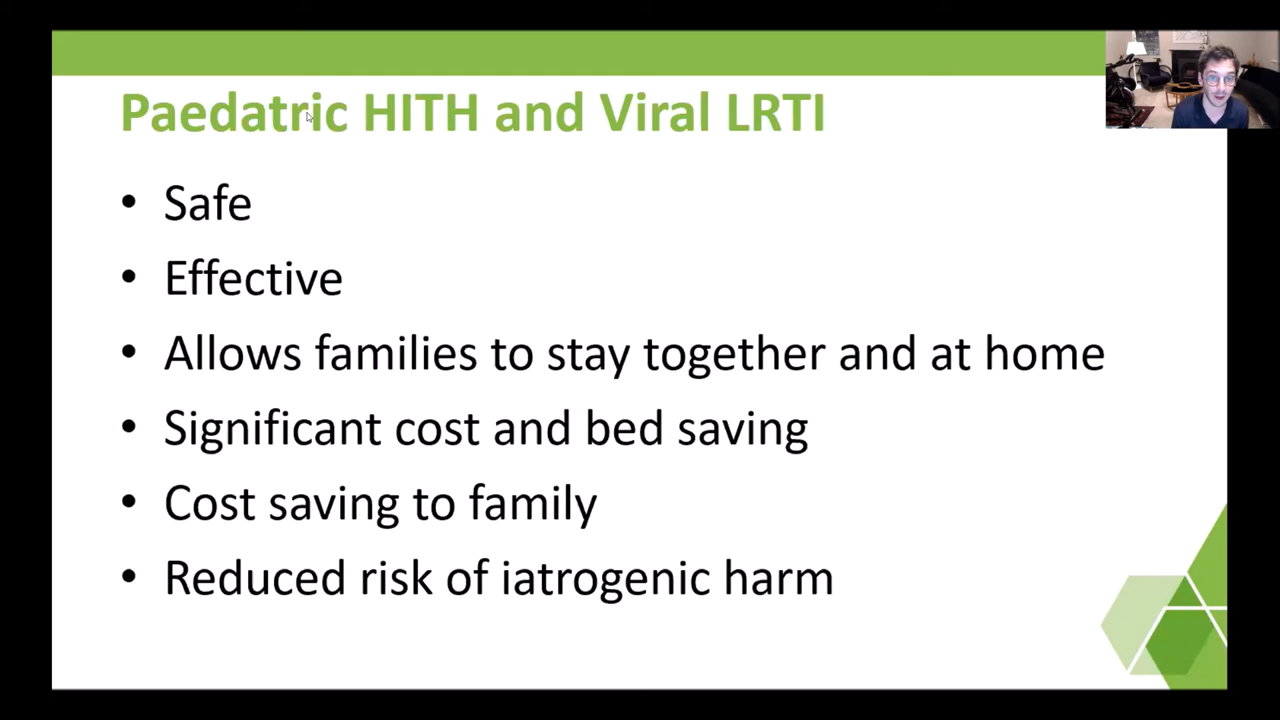 Paedatric HITH and Viral LRTI
• Safe
• Effective
• Allows families to stay together and at home
• Significant cost and bed saving
• Cost saving to family
• Reduced risk of iatrogenic harm